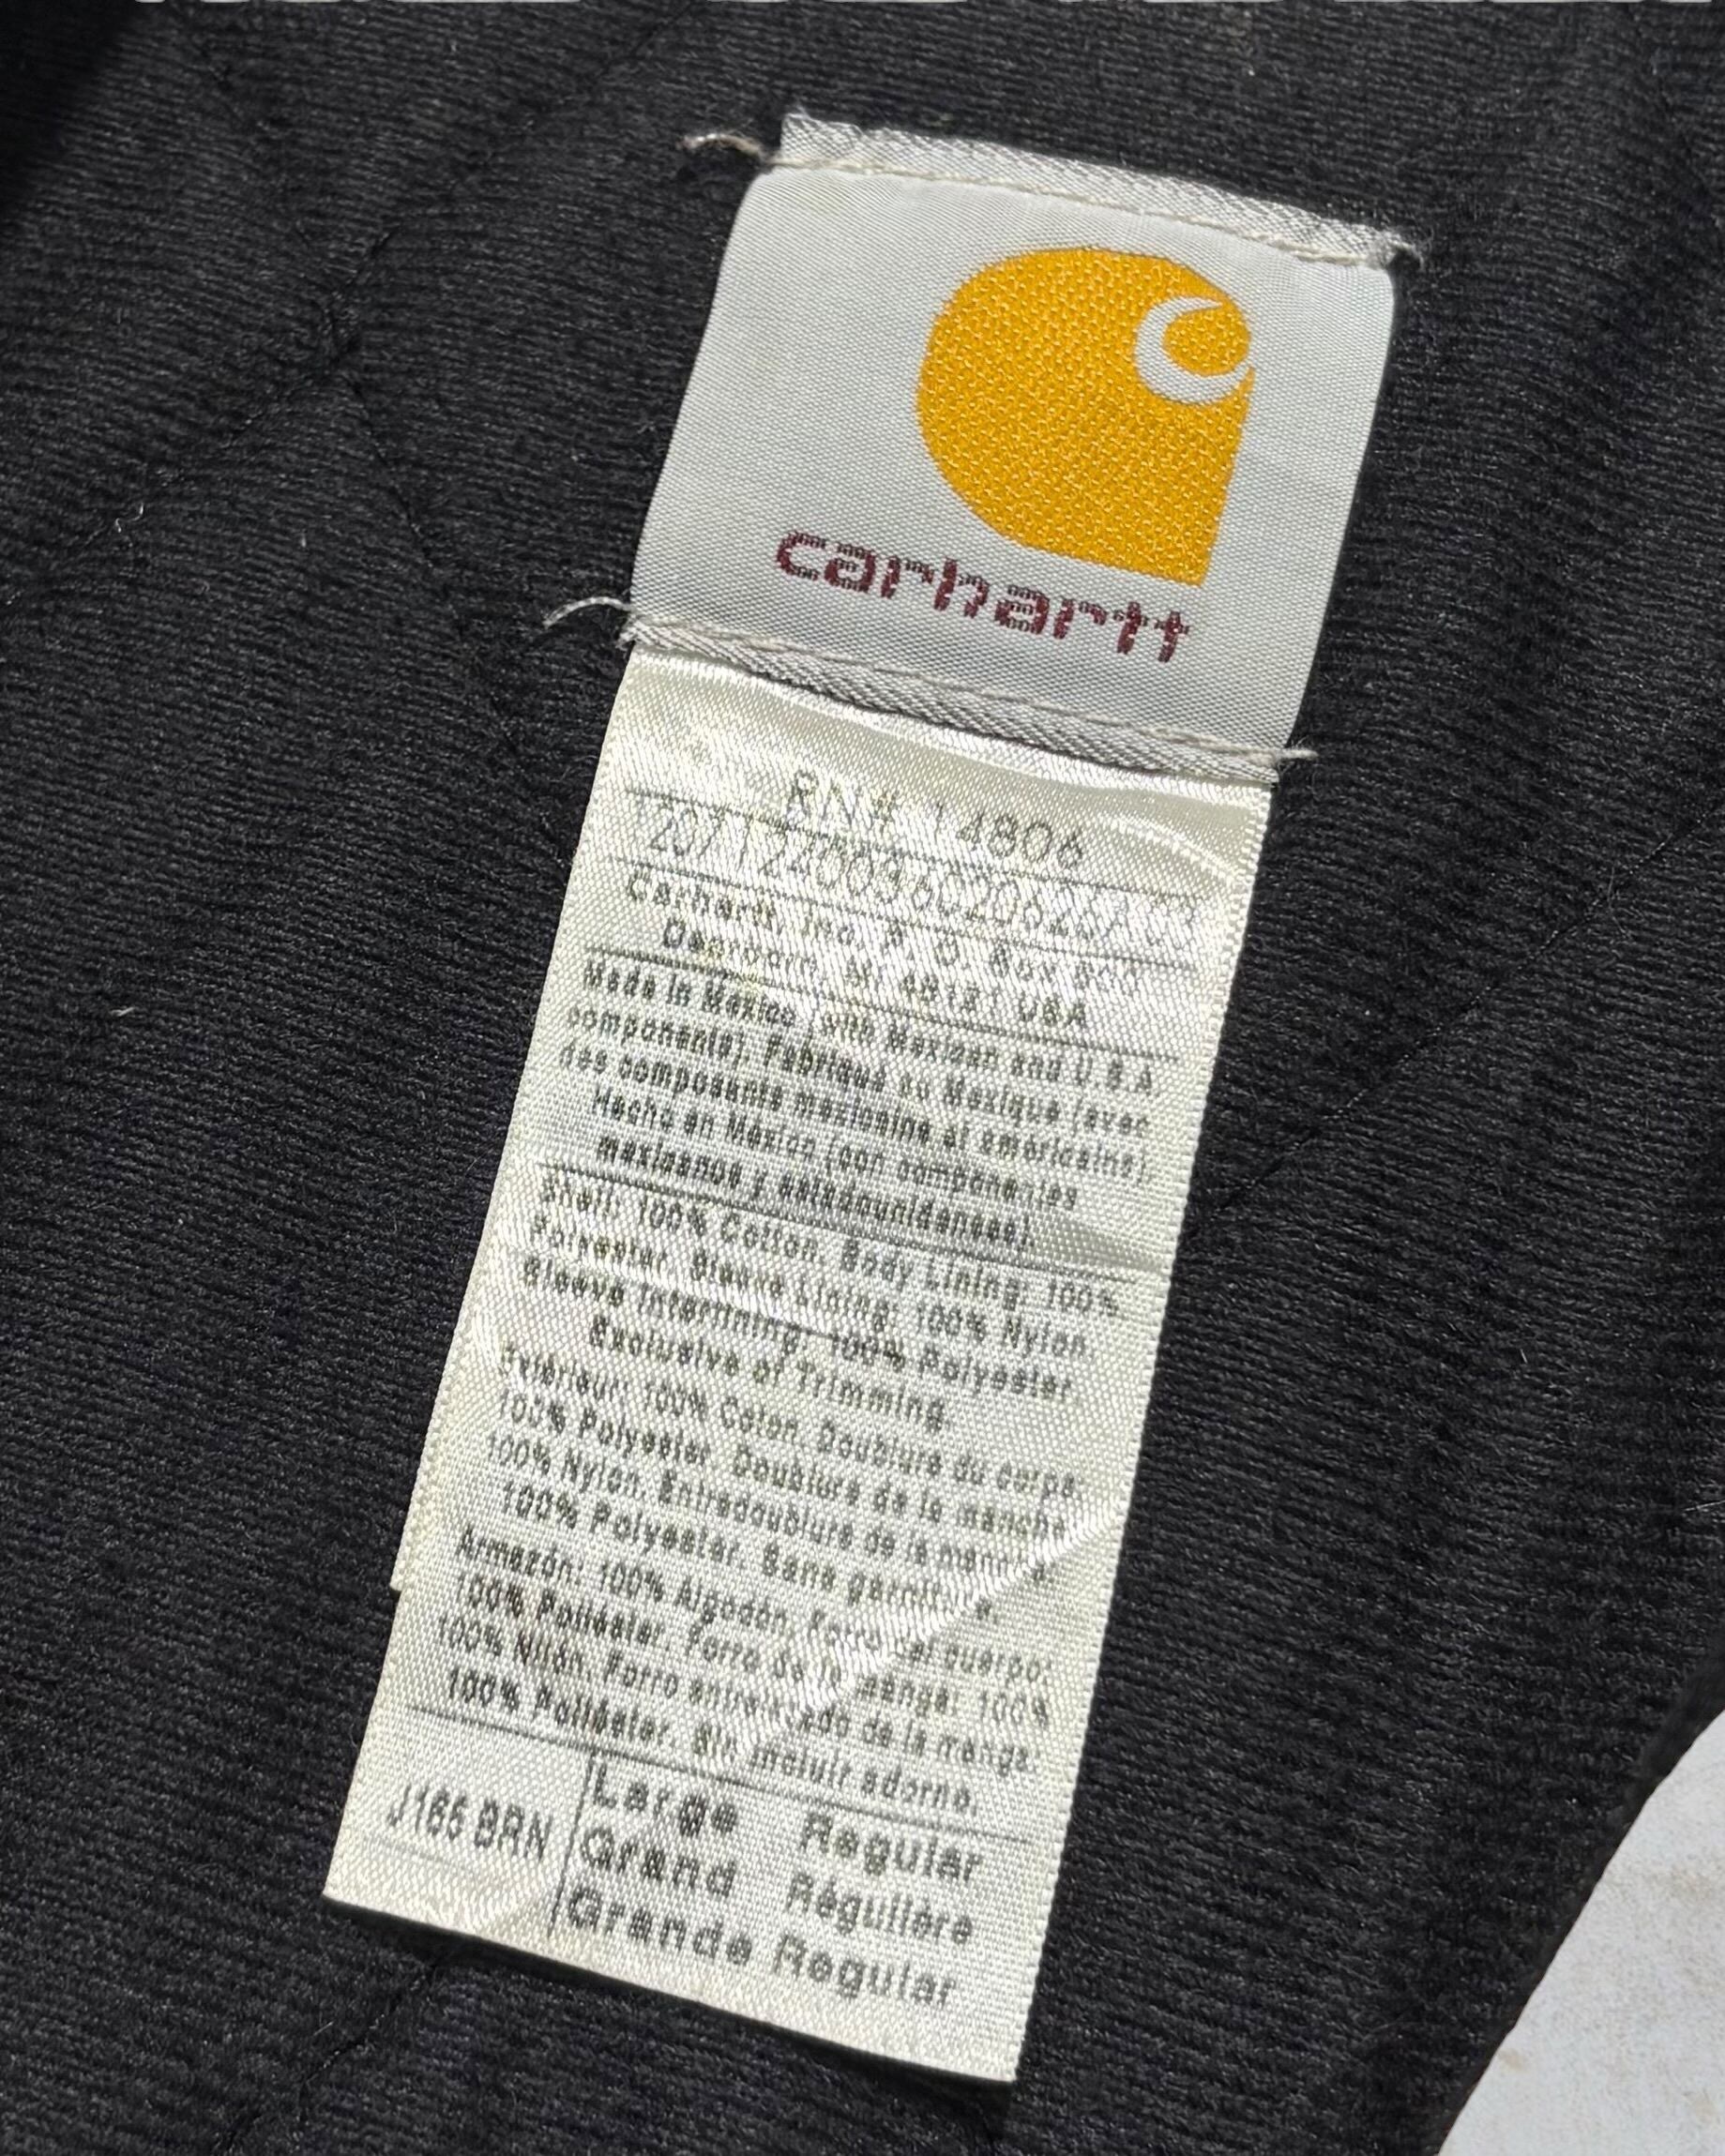 carhartt
RN# 14806
Carhartt, Inc. P.O. Box 600
Dearborn, MI 48121 USA
Made in Mexico (with Mexican and U.S.A
components). Fabriqué au Mexique (avec
des composants mexicains et américains).
Hecho en México (con componentes
mexicanos y estadounidenses).
Shell: 100% Cotton. Body Lining: 100%
Polyester. Sleeve Lining: 100% Nylon.
Sleeve Interlining: 100% Polyester
Exclusive of Trimming
Extérieur: 100% Coton. Doublure du corps:
100% Polyester. Doublure de la manche
100% Nylon. Entredoublure de la
100% Polyester. Sans
Armazón: 100% Algodón. Forro cuerpo:
100% Poliéster. Forro de la manga: 100%
100% Nilón. Forro de la manga:
100% Poliéster. Sin incluir adorno.
J165 BRN
Large Regular
Grand Régulière
Grande Regular